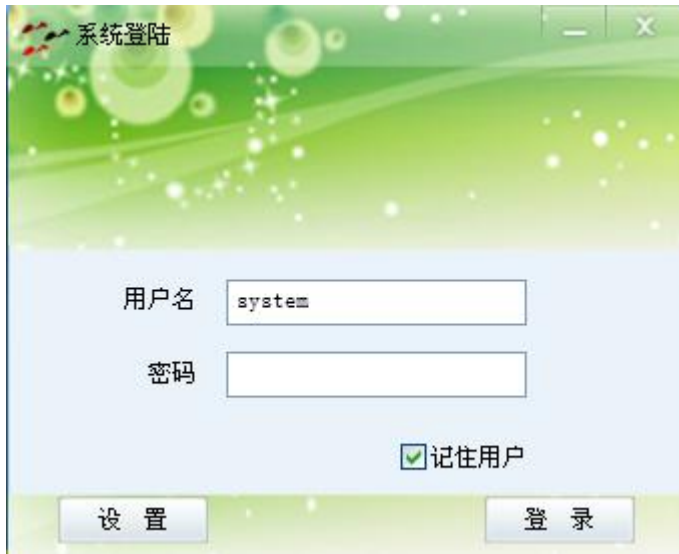 系统登陆
用户名 system
密码
记住用户
设 置 登 录